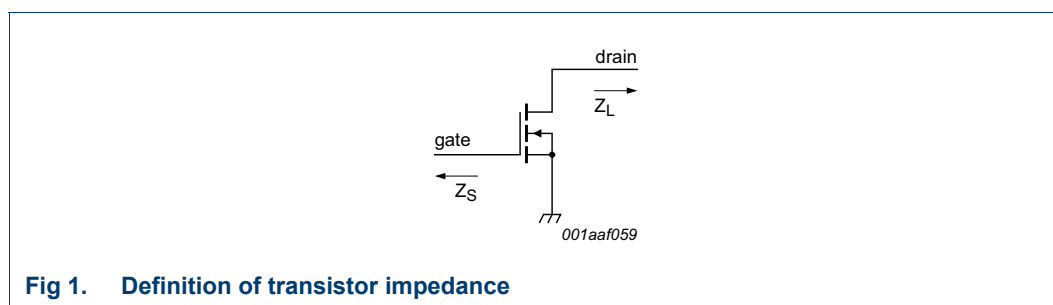 drain
Z_L
gate
Z_S
001aaf059
Fig 1. Definition of transistor impedance